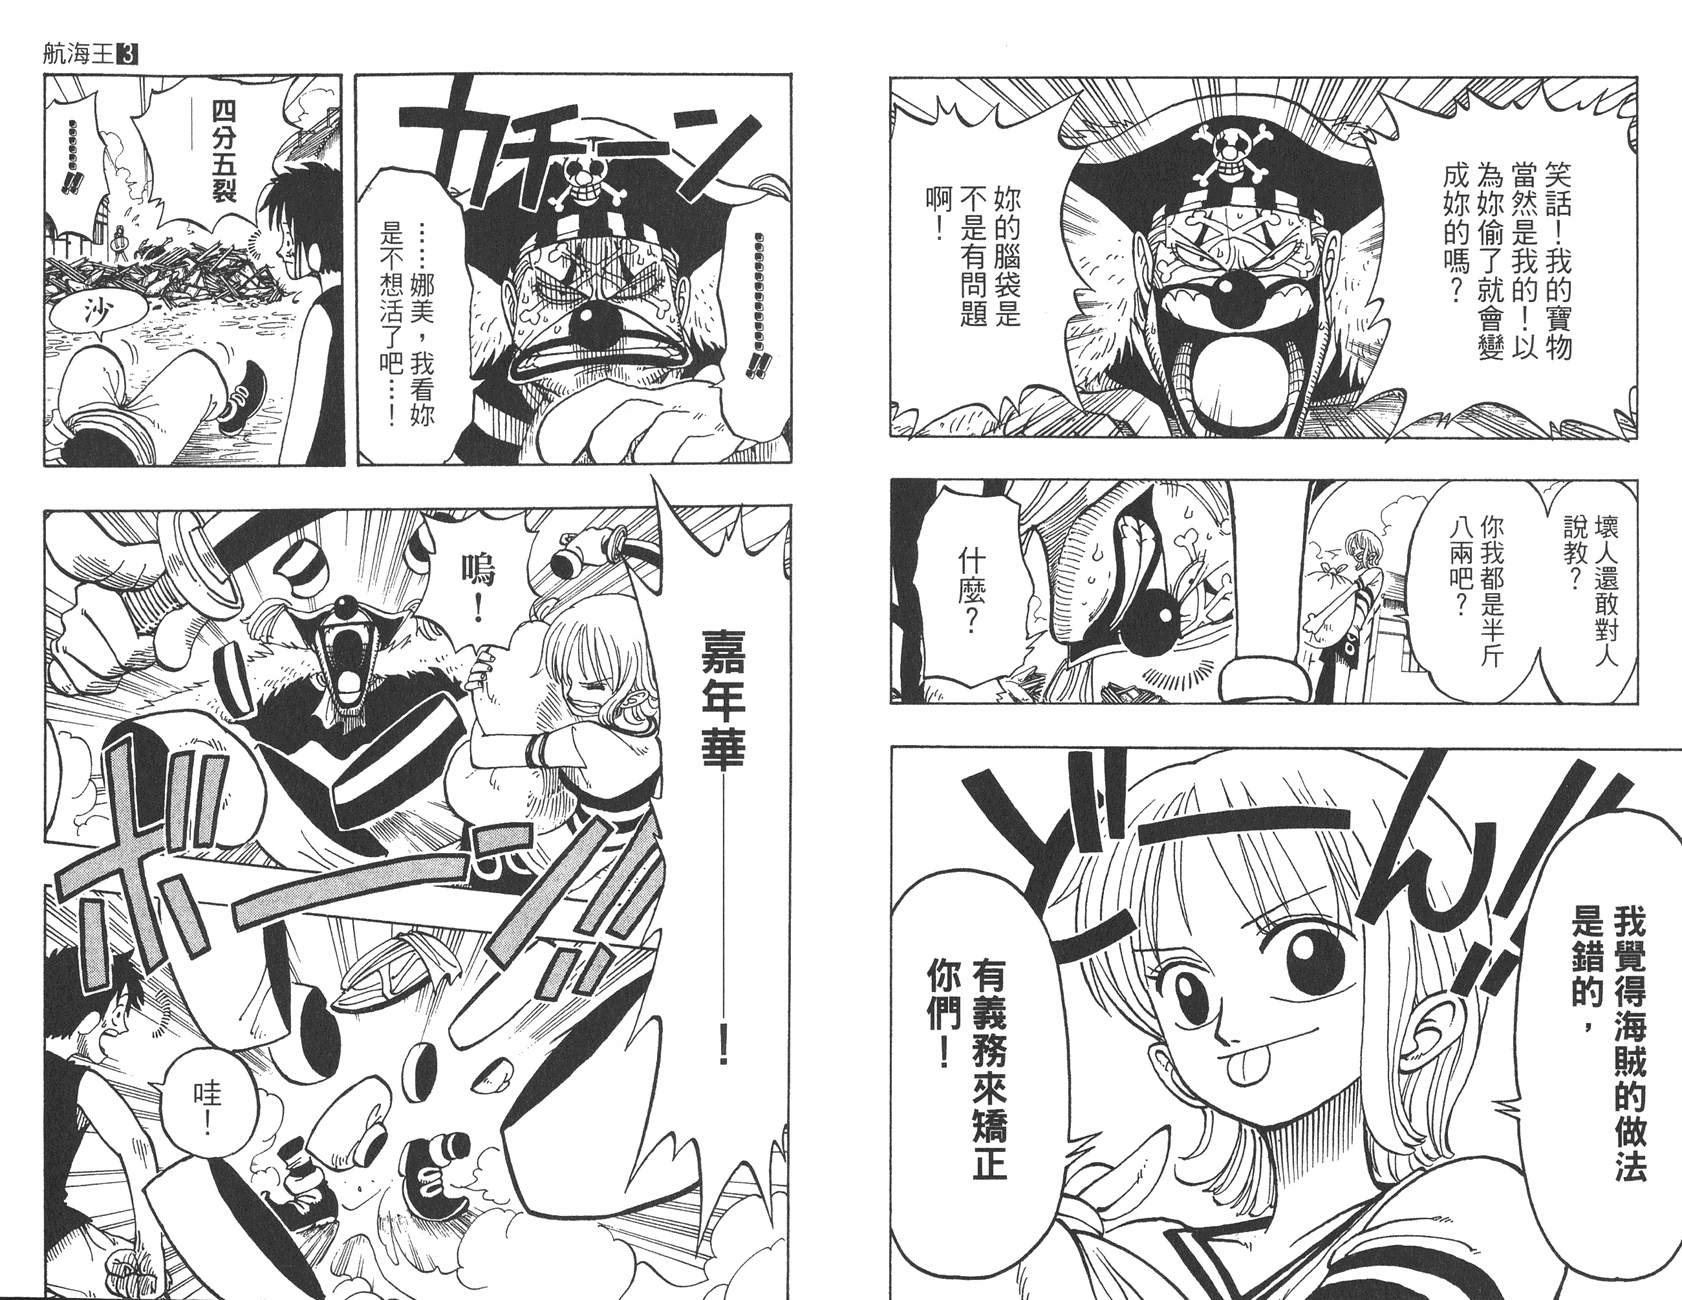 航海王3
笑話！我的寶物
當然是我的！以
為妳偷了就會變
成妳的嗎？
妳的腦袋是
不是有問題
啊！
壞人還敢對人
說教？
你我都是半斤
八兩吧？
什麼？
どん！！
我覺得海賊的做法
是錯的，
有義務來矯正
你們！
カチーン
…………!!
……娜美，我看妳
是不想活了吧…！
四分五裂
…………!!
沙
嘉年華——！
嗚！
ボーン
哇！